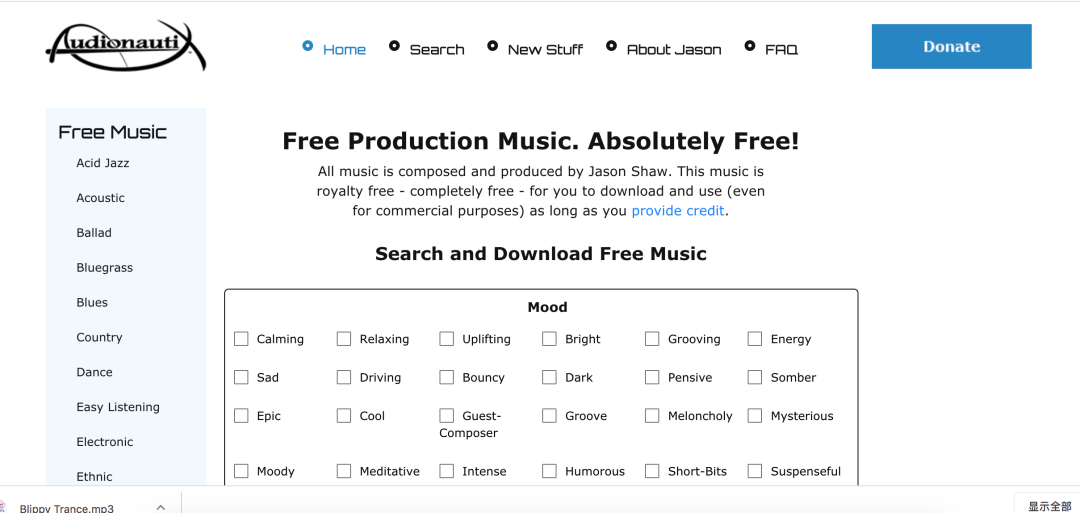 Audionautix
Home
Search
New Stuff
About Jason
FAQ
Donate
Free Music
Acid Jazz
Acoustic
Ballad
Bluegrass
Blues
Country
Dance
Easy Listening
Electronic
Ethnic
Free Production Music. Absolutely Free!
All music is composed and produced by Jason Shaw. This music is
royalty free - completely free - for you to download and use (even
for commercial purposes) as long as you provide credit.
Search and Download Free Music
Mood
Calming Relaxing Uplifting Bright Grooving Energy
Sad Driving Bouncy Dark Pensive Somber
Epic Cool Guest- Groove Meloncholy Mysterious
Composer
Moody Meditative Intense Humorous Short-Bits Suspenseful
Blippy Trance.mp3
显示全部